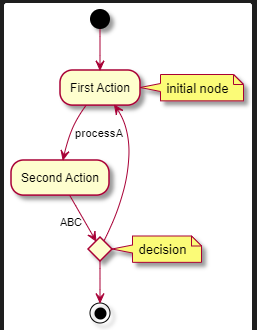 First Action
initial node
processA
Second Action
ABC
decision